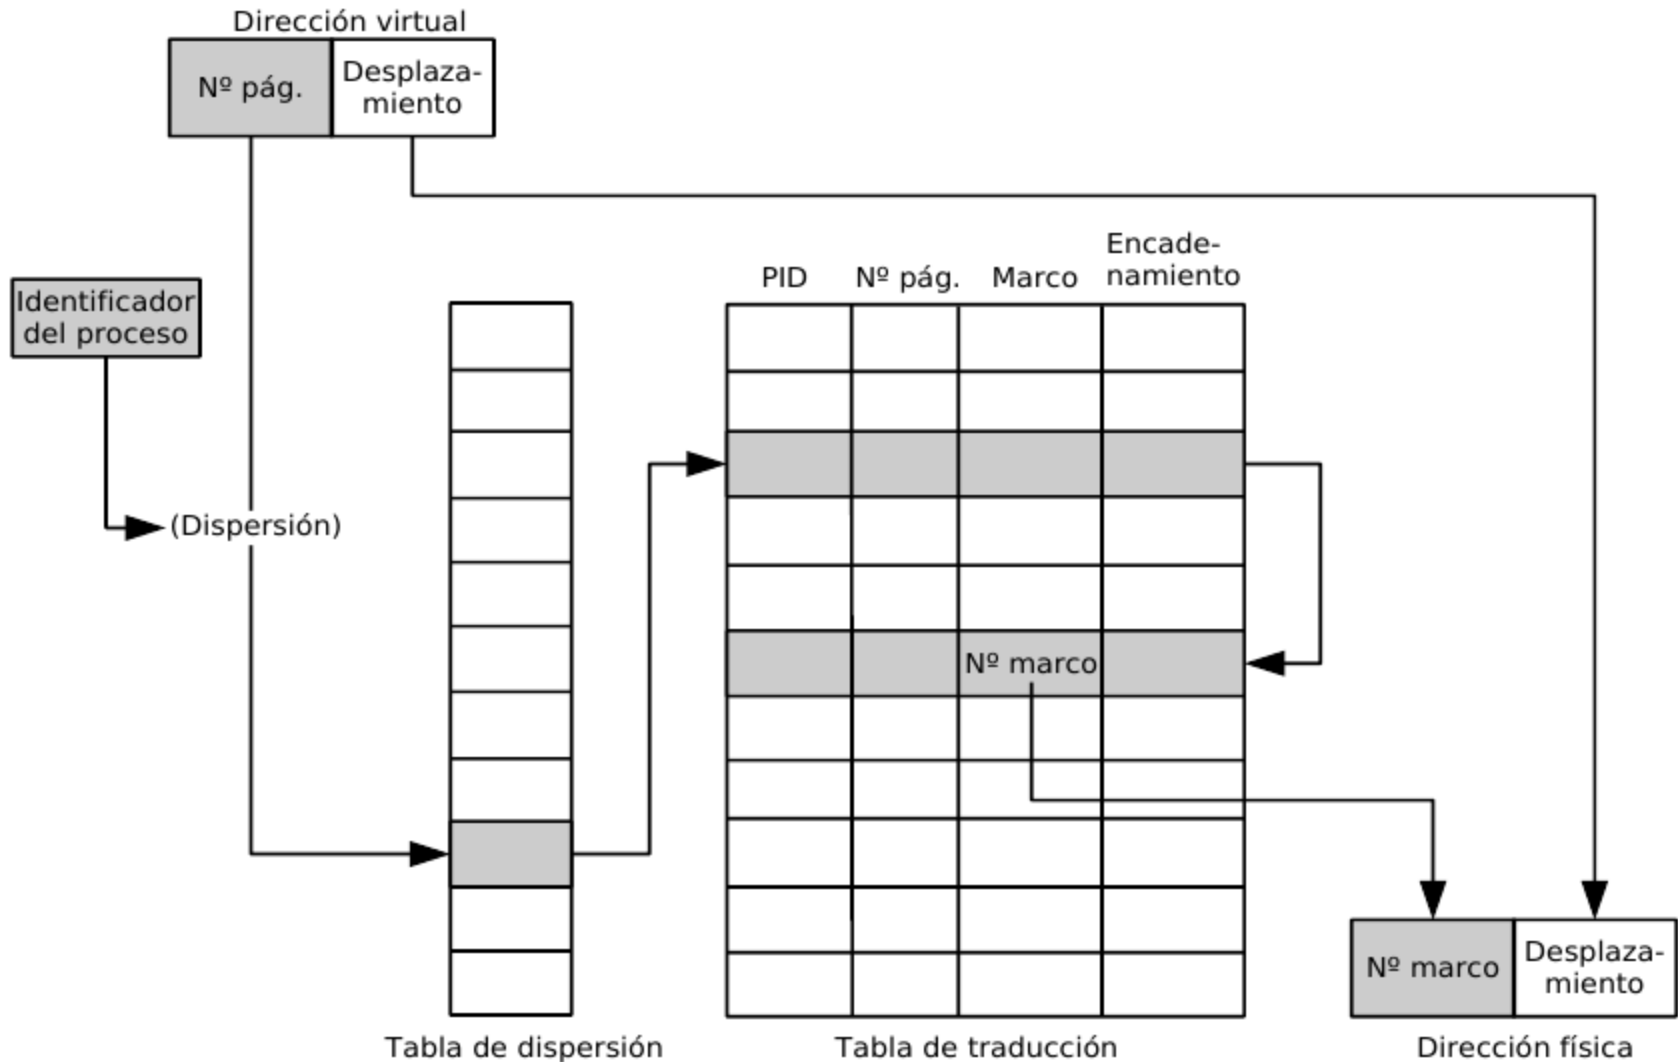 Dirección virtual
Nº pág.
Desplaza-
miento
Identificador
del proceso
(Dispersión)
PID
Nº pág.
Marco
Encade-
namiento
Nº marco
Nº marco
Desplaza-
miento
Tabla de dispersión
Tabla de traducción
Dirección física